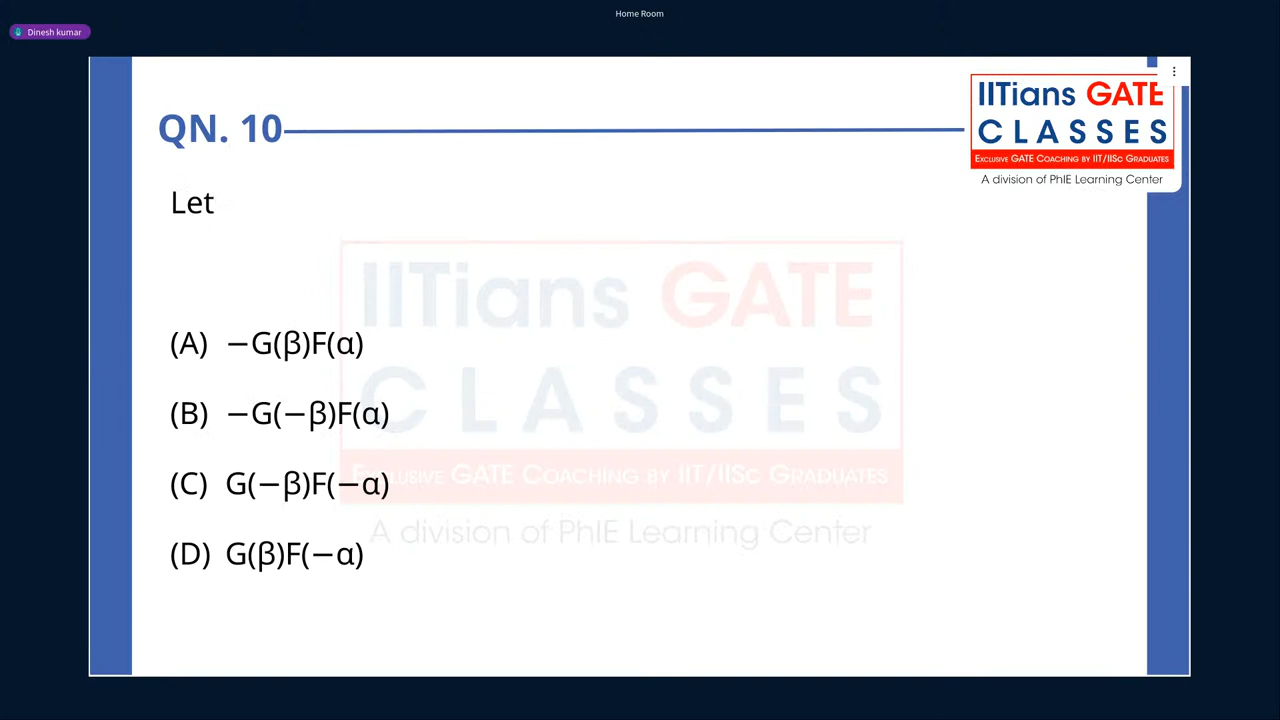 Home Room
Dinesh kumar
IITians GATE
CLASSES
EXCLUSIVE GATE COACHING BY IIT/IISc GRADUATES
A division of PhIE Learning Center
QN. 10
Let
IITians GATE
CLASSES
EXCLUSIVE GATE COACHING BY IIT/IISc GRADUATES
A division of PhIE Learning Center
(A) −G(β)F(α)
(B) −G(−β)F(α)
(C) G(−β)F(−α)
(D) G(β)F(−α)